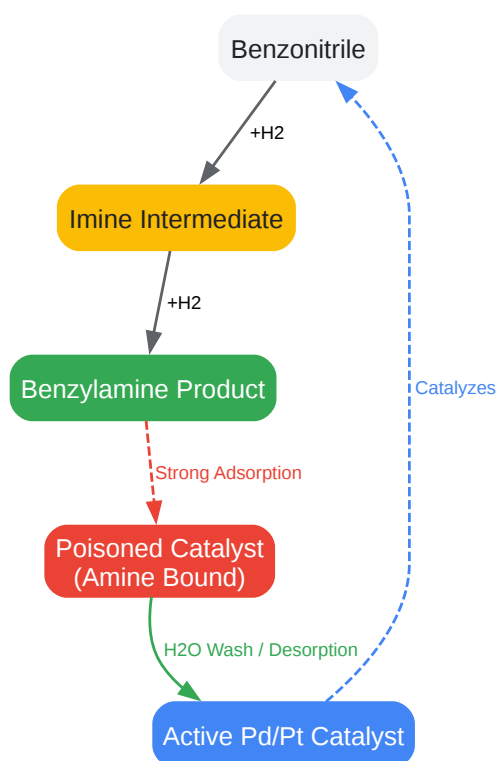 Benzonitrile
+H2
Imine Intermediate
+H2
Benzylamine Product
Catalyzes
Strong Adsorption
Poisoned Catalyst
(Amine Bound)
H2O Wash / Desorption
Active Pd/Pt Catalyst